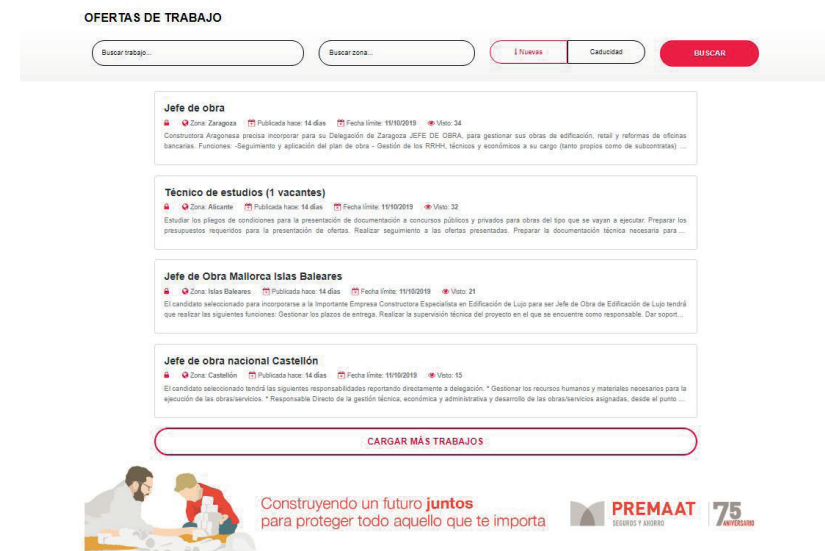 OFERTAS DE TRABAJO
Buscar trabajo...
Buscar zona...
Nuevas
Caducidad
BUSCAR
Jefe de obra
Zona: Zaragoza Publicada hace: 14 días Fecha límite: 11/10/2019 Visto: 34
Constructora Aragonesa precisa incorporar para su Delegación de Zaragoza JEFE DE OBRA, para gestionar sus obras de edificación, retail y reformas de oficinas
bancarias. Funciones: -Seguimiento y aplicación del plan de obra - Gestión de los RRHH, técnicos y económicos a su cargo (tanto propios como de subcontratas) ...
Técnico de estudios (1 vacantes)
Zona: Alicante Publicada hace: 14 días Fecha límite: 11/10/2019 Visto: 32
Estudiar los pliegos de condiciones para la presentación de documentación a concursos públicos y privados para obras del tipo que se vayan a ejecutar. Preparar los
presupuestos requeridos para la presentación de ofertas. Realizar seguimiento a las ofertas presentadas. Preparar la documentación técnica necesaria para ...
Jefe de Obra Mallorca Islas Baleares
Zona: Islas Baleares Publicada hace: 14 días Fecha límite: 11/10/2019 Visto: 21
El candidato seleccionado para incorporarse a la Importante Empresa Constructora Especialista en Edificación de Lujo para ser Jefe de Obra de Edificación de Lujo tendrá
que realizar las siguientes funciones: Gestionar los plazos de entrega. Realizar la supervisión técnica del proyecto en el que se encuentre como responsable. Dar soport...
Jefe de obra nacional Castellón
Zona: Castellón Publicada hace: 14 días Fecha límite: 11/10/2019 Visto: 15
El candidato seleccionado tendrá las siguientes responsabilidades reportando directamente a delegación. * Gestionar los recursos humanos y materiales necesarios para la
ejecución de las obras/servicios. * Responsable Directo de la gestión técnica, económica y administrativa y desarrollo de las obras/servicios asignadas, desde el punto ...
CARGAR MÁS TRABAJOS
Construyendo un futuro juntos
para proteger todo aquello que te importa
PREMAAT
SEGUROS Y AHORRO
75
ANIVERSARIO